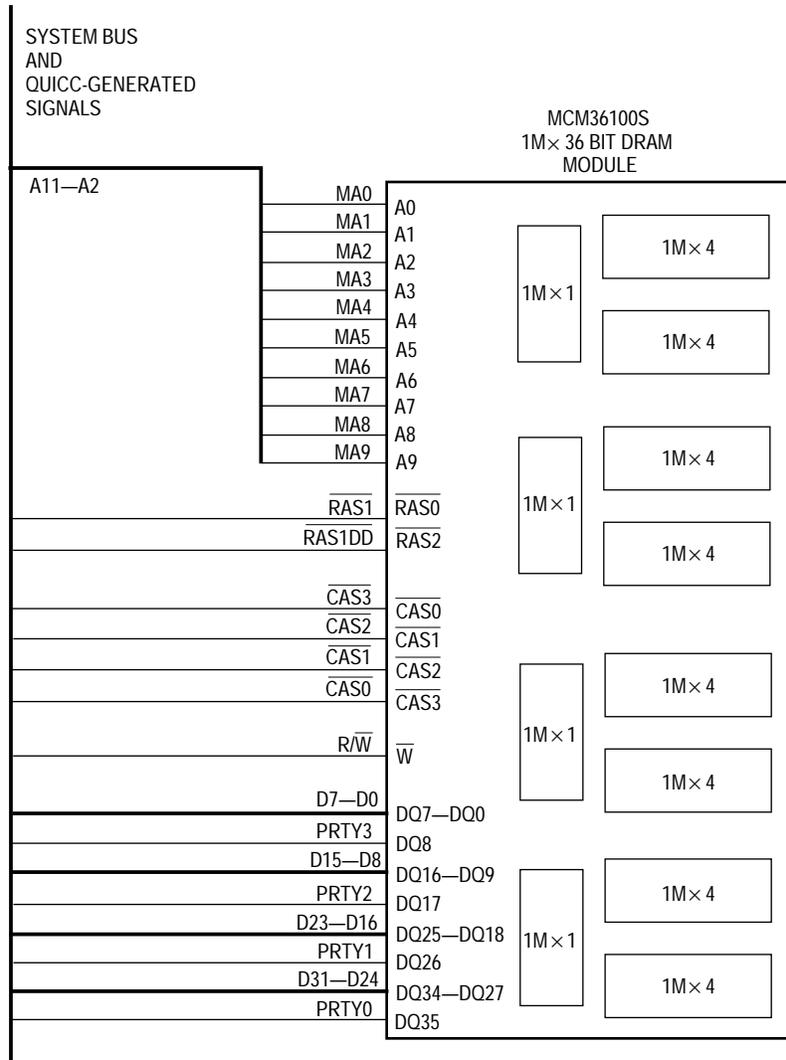 SYSTEM BUS
AND
QUICC-GENERATED
SIGNALS
MCM36100S
1M× 36 BIT DRAM
MODULE
A11—A2
MA0
A0
MA1
A1
MA2
A2
MA3
A3
MA4
A4
MA5
A5
MA6
A6
MA7
A7
MA8
A8
MA9
A9
RAS1
RAS0
RAS1DD
RAS2
CAS3
CAS0
CAS2
CAS1
CAS1
CAS2
CAS0
CAS3
R/W
W
D7—D0
DQ7—DQ0
PRTY3
DQ8
D15—D8
DQ16—DQ9
PRTY2
DQ17
D23—D16
DQ25—DQ18
PRTY1
DQ26
D31—D24
DQ34—DQ27
PRTY0
DQ35
1M×1
1M×4
1M×4
1M×1
1M×4
1M×4
1M×1
1M×4
1M×4
1M×1
1M×4
1M×4